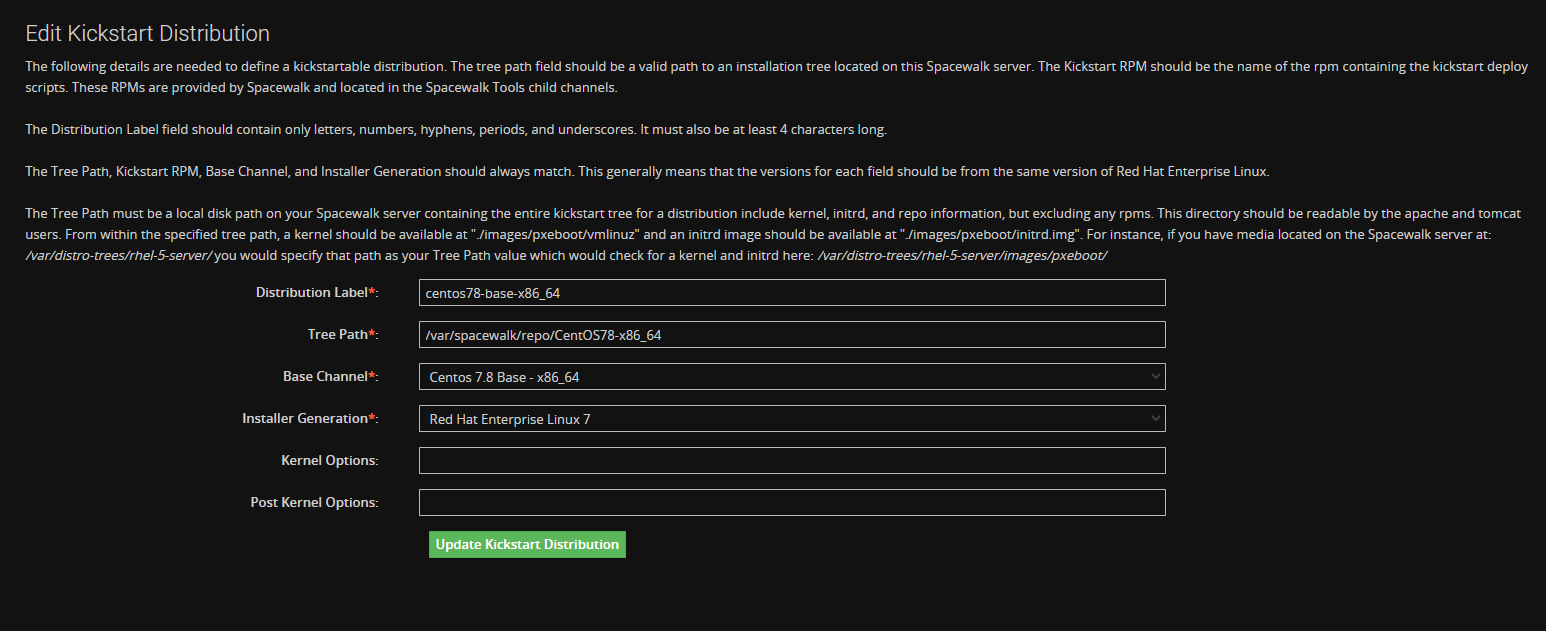 Edit Kickstart Distribution
The following details are needed to define a kickstartable distribution. The tree path field should be a valid path to an installation tree located on this Spacewalk server. The Kickstart RPM should be the name of the rpm containing the kickstart deploy
scripts. These RPMs are provided by Spacewalk and located in the Spacewalk Tools child channels.
The Distribution Label field should contain only letters, numbers, hyphens, periods, and underscores. It must also be at least 4 characters long.
The Tree Path, Kickstart RPM, Base Channel, and Installer Generation should always match. This generally means that the versions for each field should be from the same version of Red Hat Enterprise Linux.
The Tree Path must be a local disk path on your Spacewalk server containing the entire kickstart tree for a distribution include kernel, initrd, and repo information, but excluding any rpms. This directory should be readable by the apache and tomcat
users. From within the specified tree path, a kernel should be available at "./images/pxeboot/vmlinuz" and an initrd image should be available at "./images/pxeboot/initrd.img". For instance, if you have media located on the Spacewalk server at:
/var/distro-trees/rhel-5-server/ you would specify that path as your Tree Path value which would check for a kernel and initrd here: /var/distro-trees/rhel-5-server/images/pxeboot/
Distribution Label*: centos78-base-x86_64
Tree Path*: /var/spacewalk/repo/CentOS78-x86_64
Base Channel*: Centos 7.8 Base - x86_64
Installer Generation*: Red Hat Enterprise Linux 7
Kernel Options:
Post Kernel Options:
Update Kickstart Distribution